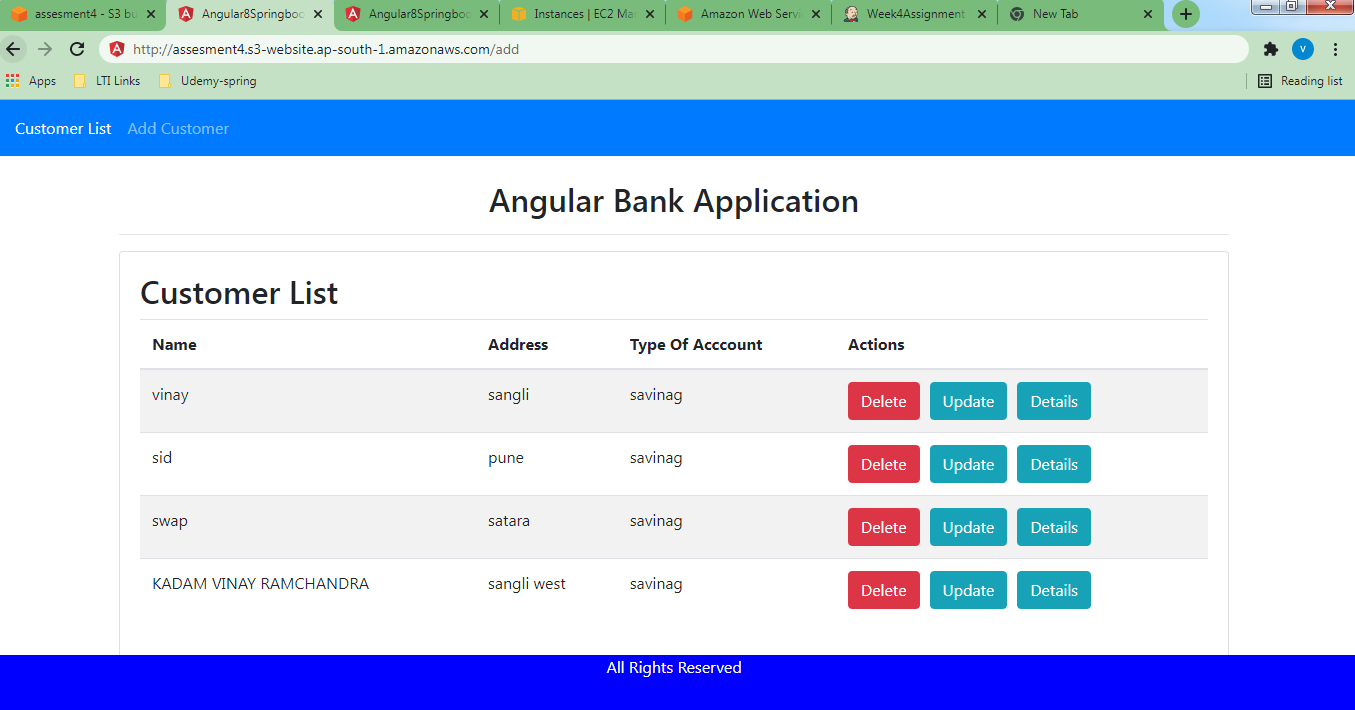 assesment4 - S3 bu
Angular8Springboo
Angular8Springboo
Instances | EC2 Ma
Amazon Web Servi
Week4Assignment
New Tab
http://assesment4.s3-website.ap-south-1.amazonaws.com/add
V
Apps LTI Links Udemy-spring Reading list
Customer List Add Customer
Angular Bank Application
Customer List
Name Address Type Of Acccount Actions
vinay sangli savinag Delete Update Details
sid pune savinag Delete Update Details
swap satara savinag Delete Update Details
KADAM VINAY RAMCHANDRA sangli west savinag Delete Update Details
All Rights Reserved